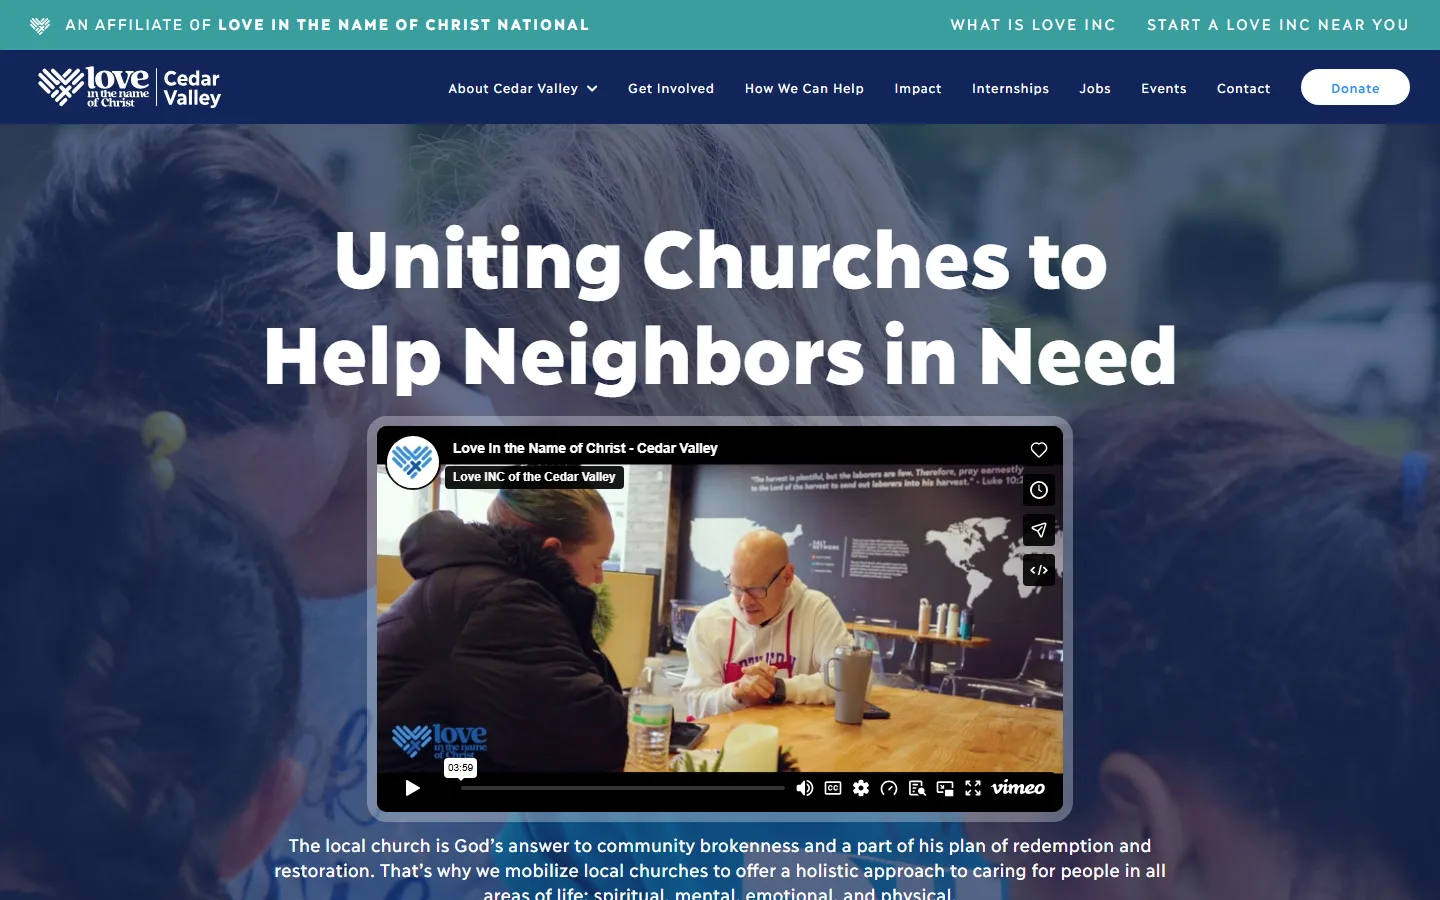 AN AFFILIATE OF LOVE IN THE NAME OF CHRIST NATIONAL
WHAT IS LOVE INC
START A LOVE INC NEAR YOU
love
in the name
of Christ
Cedar
Valley
About Cedar Valley
Get Involved
How We Can Help
Impact
Internships
Jobs
Events
Contact
Donate
Uniting Churches to
Help Neighbors in Need
Love In the Name of Christ - Cedar Valley
Love INC of the Cedar Valley
"The harvest is plentiful, but the laborers are few. Therefore, pray earnestly
to the Lord of the harvest to send out laborers into his harvest." - Luke 10:2
SALT
NETWORK
love
in the name
of Christ
03:59
CC
vimeo
The local church is God’s answer to community brokenness and a part of his plan of redemption and
restoration. That’s why we mobilize local churches to offer a holistic approach to caring for people in all
areas of life: spiritual, mental, emotional, and physical.